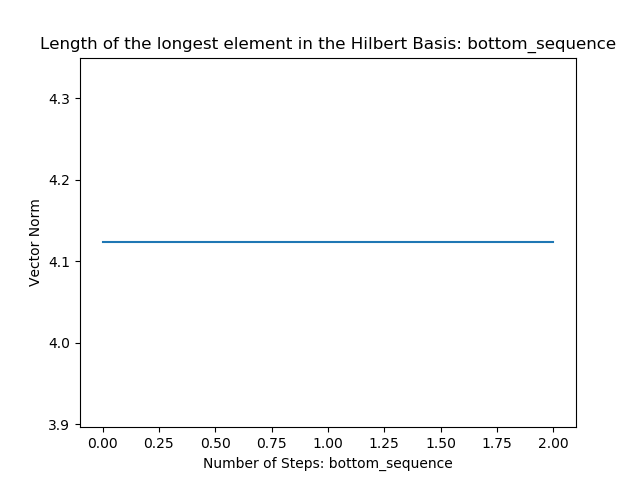 Length of the longest element in the Hilbert Basis: bottom_sequence
4.3
4.2
4.1
4.0
3.9
Vector Norm
0.00 0.25 0.50 0.75 1.00 1.25 1.50 1.75 2.00
Number of Steps: bottom_sequence